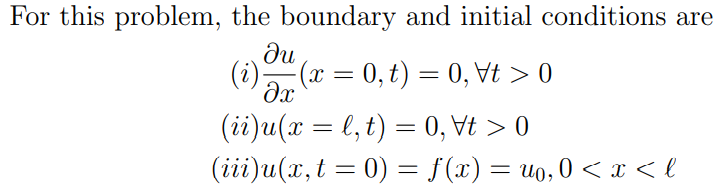 For this problem, the boundary and initial conditions are
(i) ∂u/∂x (x = 0, t) = 0, ∀t > 0
(ii)u(x = ℓ, t) = 0, ∀t > 0
(iii)u(x, t = 0) = f(x) = u₀, 0 < x < ℓ